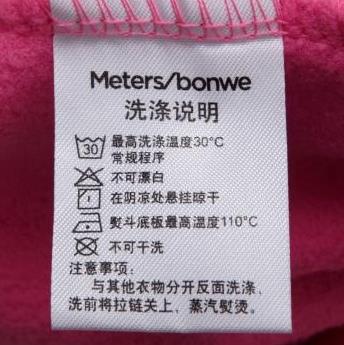 Meters/bonwe
洗涤说明
30 最高洗涤温度30°C
常规程序
不可漂白
在阴凉处悬挂晾干
熨斗底板最高温度110°C
不可干洗
注意事项：
与其他衣物分开反面洗涤，
洗前将拉链关上，蒸汽熨烫。